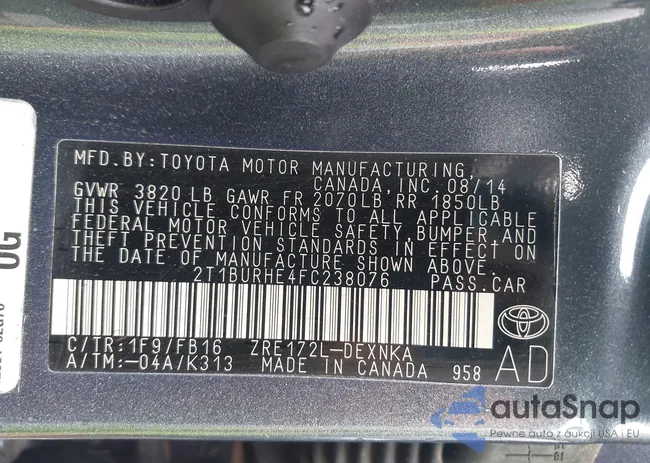 MFD.BY:TOYOTA MOTOR MANUFACTURING,
CANADA, INC. 08/14
GVWR 3820 LB GAWR FR 2070LB RR 1850LB
THIS VEHICLE CONFORMS TO ALL APPLICABLE
FEDERAL MOTOR VEHICLE SAFETY, BUMPER, AND
THEFT PREVENTION STANDARDS IN EFFECT ON
THE DATE OF MANUFACTURE SHOWN ABOVE.
2T1BURHE4FC238076 PASS.CAR
C/TR:1F9/FB16 ZRE172L-DEXNKA
A/TM:-04A/K313 MADE IN CANADA 958
AD
DG
autoSnap
Pewne auto z aukcji USA i EU